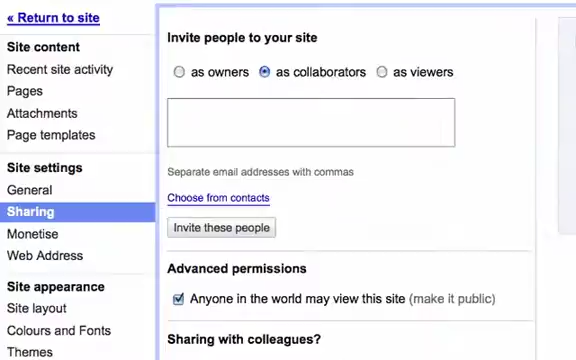 « Return to site
Site content
Recent site activity
Pages
Attachments
Page templates
Site settings
General
Sharing
Monetise
Web Address
Site appearance
Site layout
Colours and Fonts
Themes
Invite people to your site
as owners as collaborators as viewers
Separate email addresses with commas
Choose from contacts
Invite these people
Advanced permissions
Anyone in the world may view this site (make it public)
Sharing with colleagues?